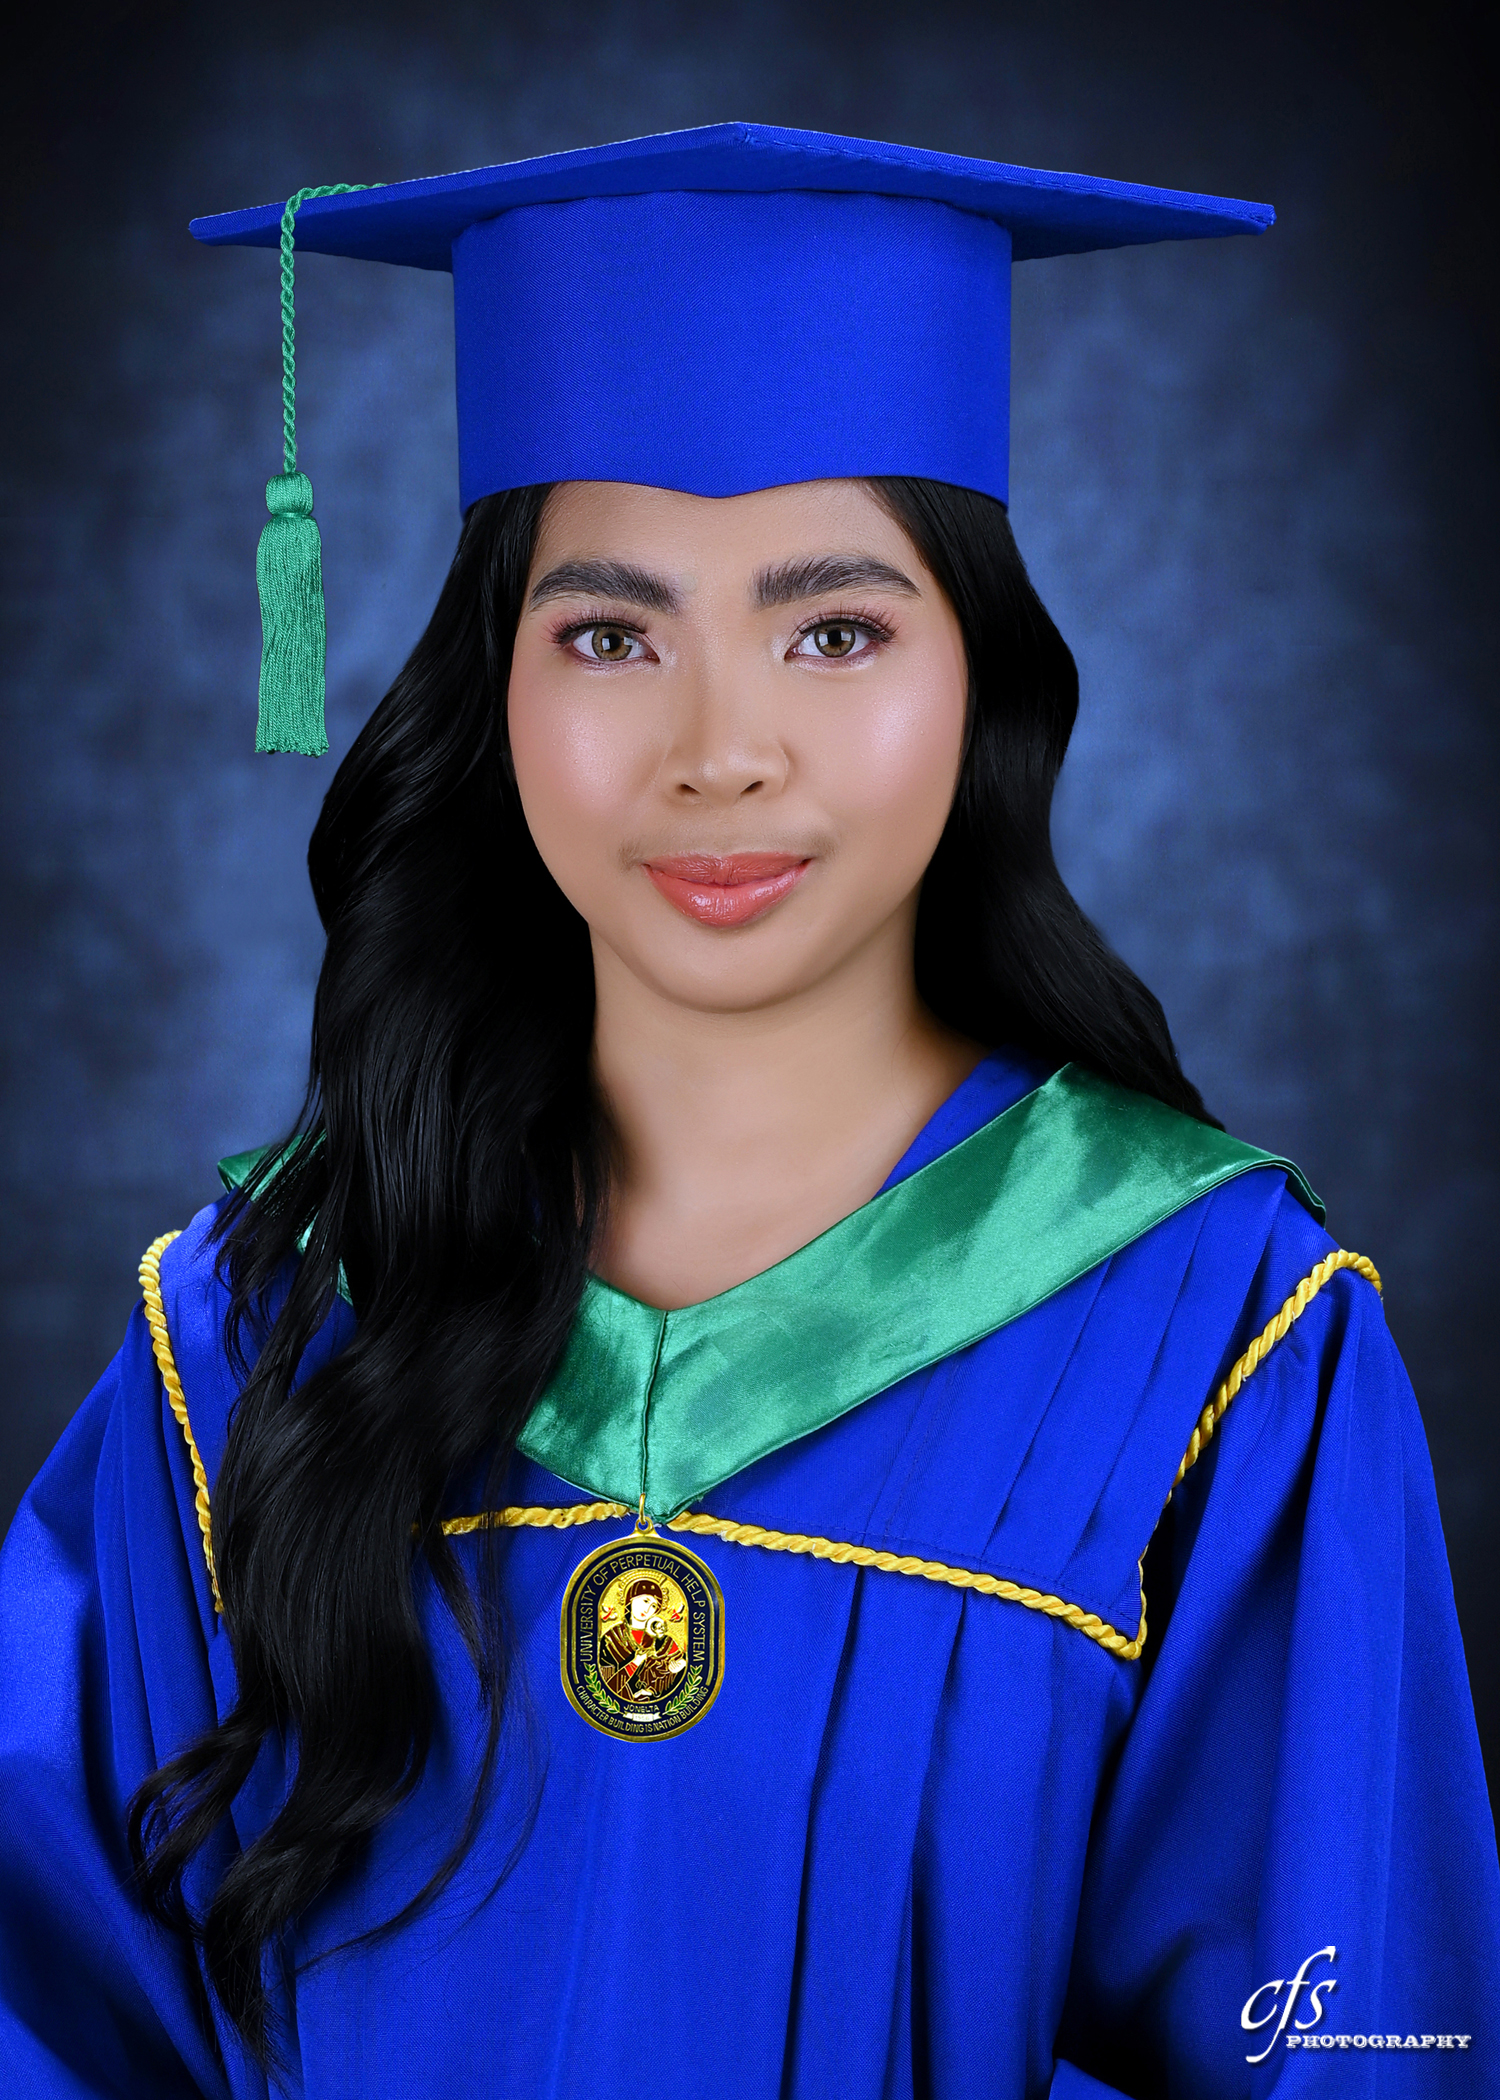 UNIVERSITY OF PERPETUAL HELP SYSTEM
JONELTA
CHARACTER BUILDING IS NATION BUILDING
cfs
PHOTOGRAPHY